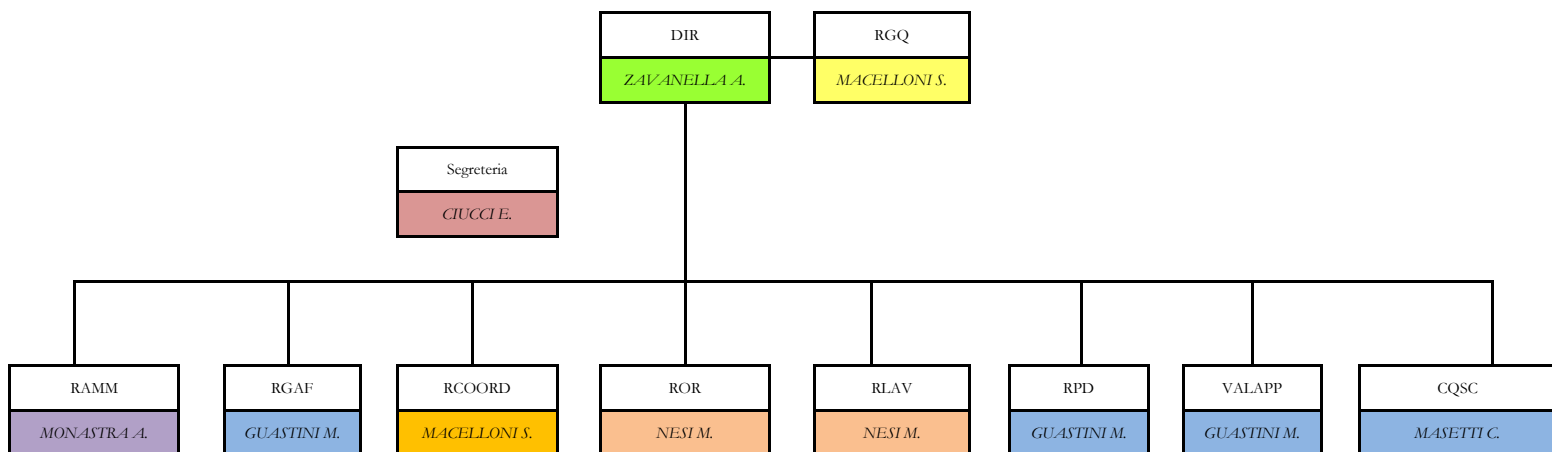 DIR
ZAVANELLA A.
RGQ
MACELLONI S.
Segreteria
CIUCCI E.
RAMM
MONASTRA A.
RGAF
GUASTINI M.
RCOORD
MACELLONI S.
ROR
NESI M.
RLAV
NESI M.
RPD
GUASTINI M.
VALAPP
GUASTINI M.
CQSC
MASETTI C.